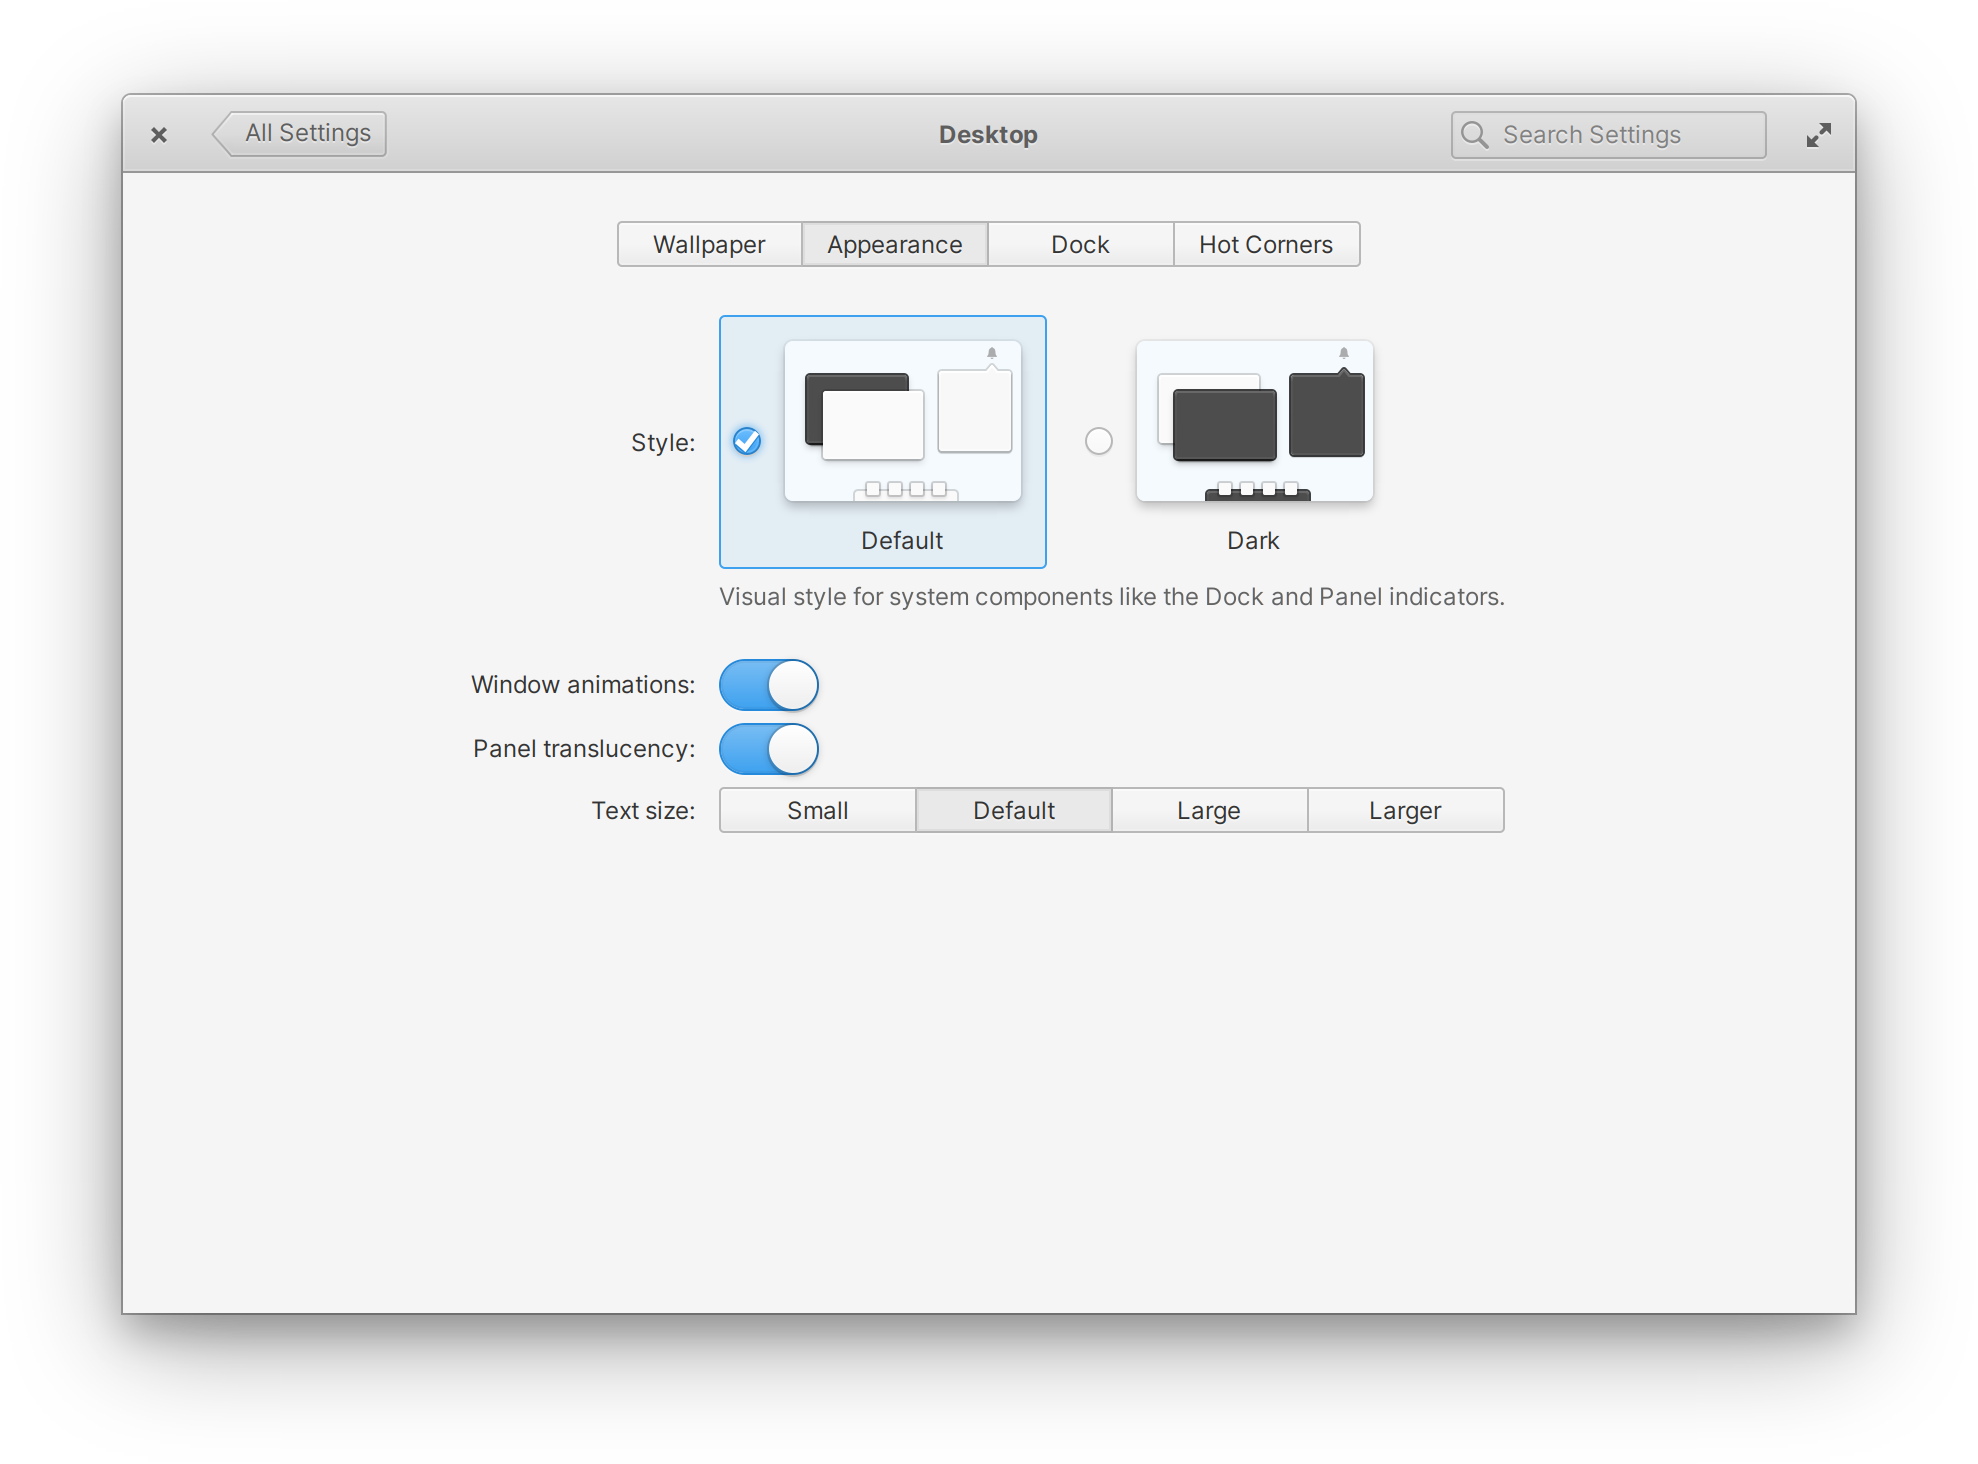 All Settings
Desktop
Search Settings
Wallpaper Appearance Dock Hot Corners
Style:
Default Dark
Visual style for system components like the Dock and Panel indicators.
Window animations:
Panel translucency:
Text size: Small Default Large Larger